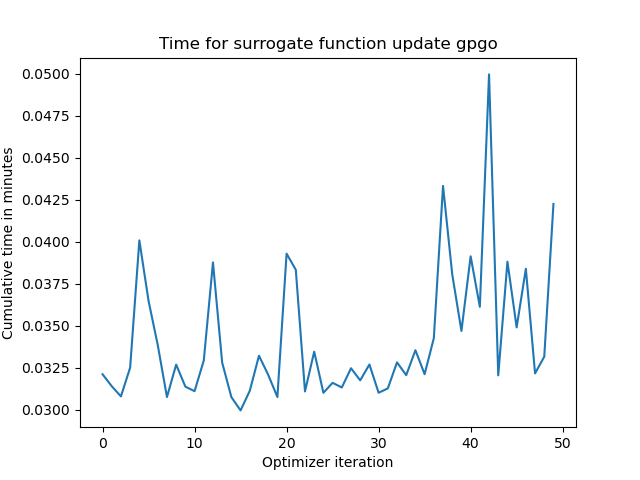 Time for surrogate function update gpgo
Cumulative time in minutes
0.0500
0.0475
0.0450
0.0425
0.0400
0.0375
0.0350
0.0325
0.0300
0 10 20 30 40 50
Optimizer iteration